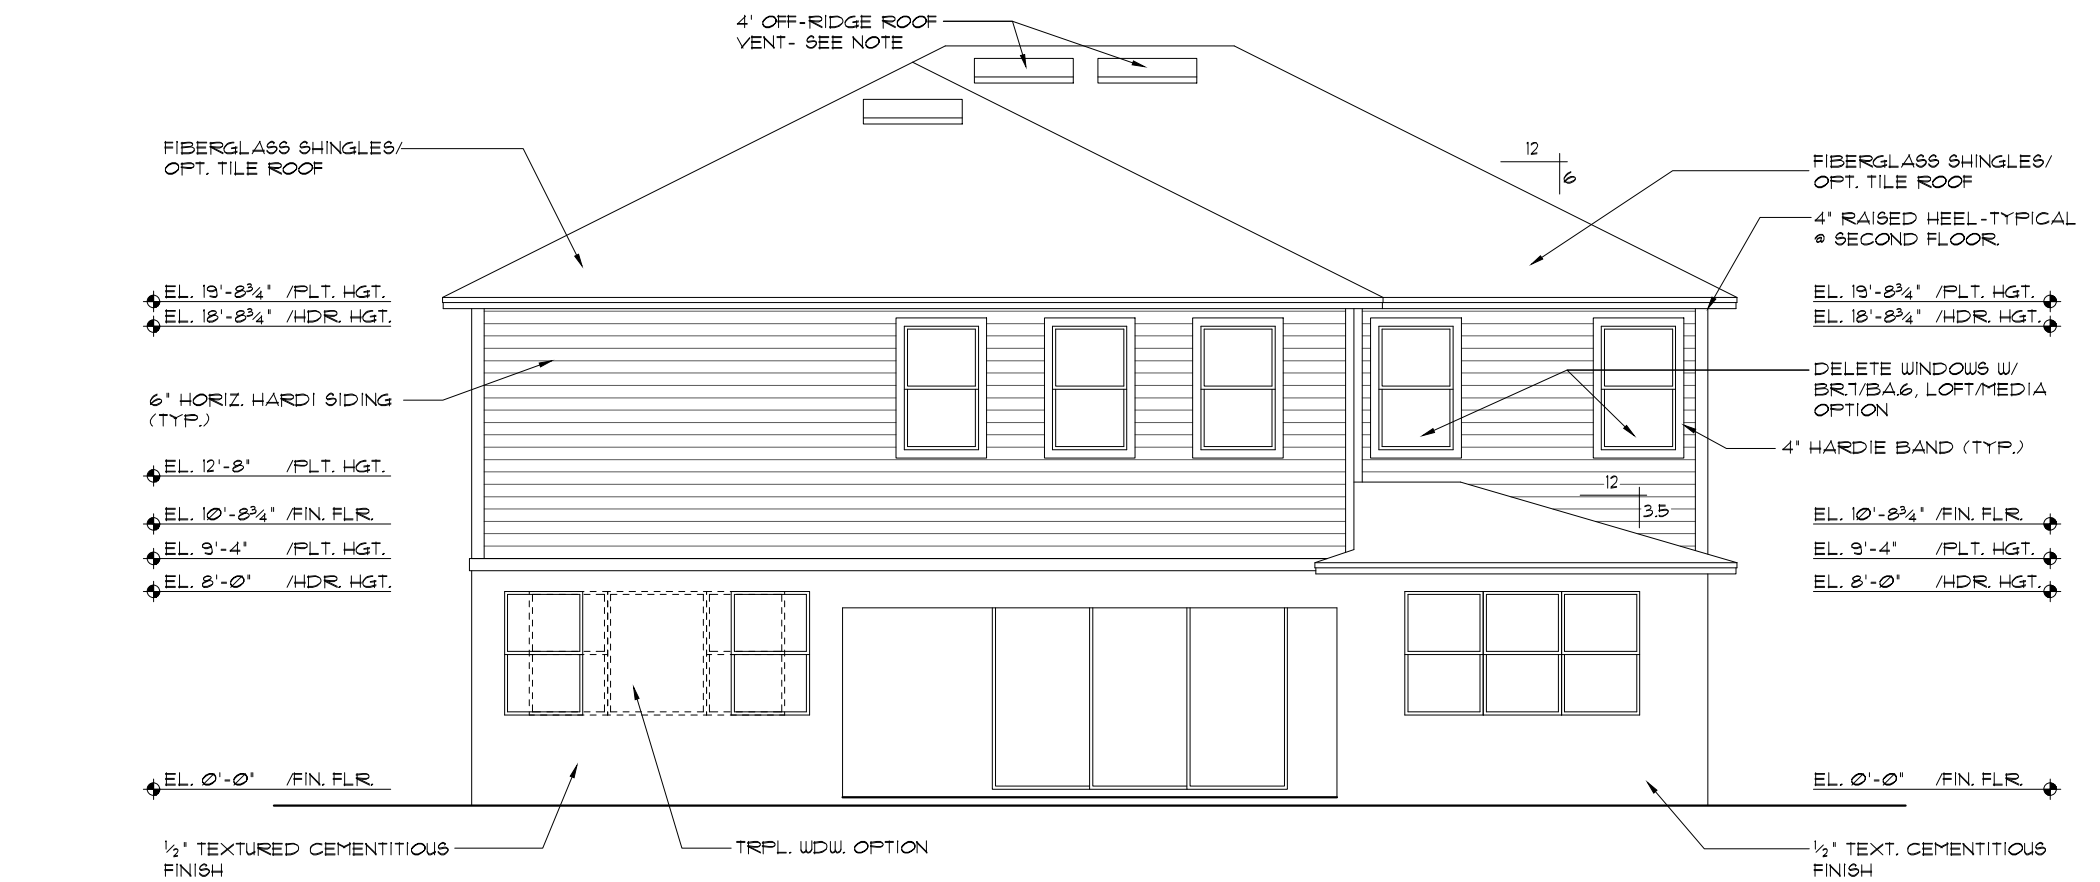 4' OFF-RIDGE ROOF
VENT- SEE NOTE
FIBERGLASS SHINGLES/
OPT. TILE ROOF
12
6
FIBERGLASS SHINGLES/
OPT. TILE ROOF
4" RAISED HEEL-TYPICAL
@ SECOND FLOOR.
EL. 19'-8¾" /PLT. HGT.
EL. 18'-8¾" /HDR. HGT.
EL. 19'-8¾" /PLT. HGT.
EL. 18'-8¾" /HDR. HGT.
6" HORIZ. HARDI SIDING
(TYP.)
DELETE WINDOWS W/
BR.7/BA.6, LOFT/MEDIA
OPTION
4" HARDIE BAND (TYP.)
EL. 12'-8" /PLT. HGT.
12
3.5
EL. 10'-8¾" /FIN. FLR.
EL. 9'-4" /PLT. HGT.
EL. 8'-0" /HDR. HGT.
EL. 10'-8¾" /FIN. FLR.
EL. 9'-4" /PLT. HGT.
EL. 8'-0" /HDR. HGT.
EL. 0'-0" /FIN. FLR.
EL. 0'-0" /FIN. FLR.
½" TEXTURED CEMENTITIOUS
FINISH
TRPL. WDW. OPTION
½" TEXT. CEMENTITIOUS
FINISH